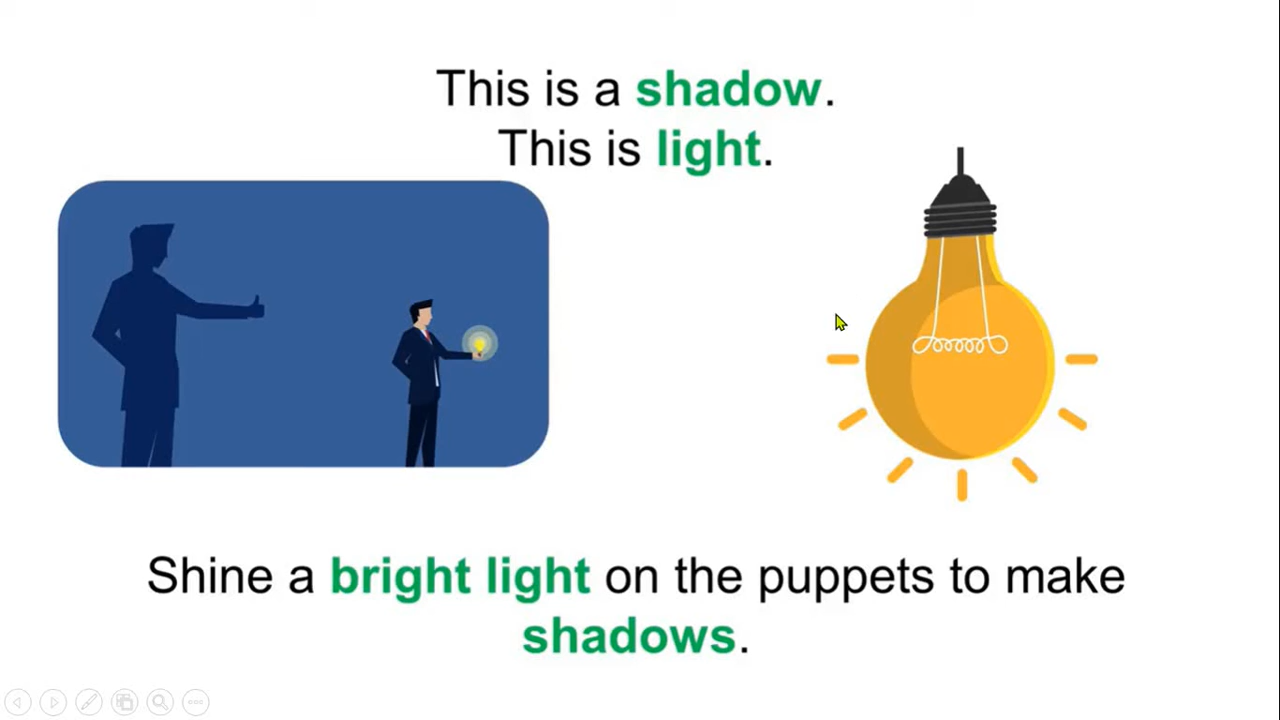 This is a shadow.
This is light.
Shine a bright light on the puppets to make
shadows.